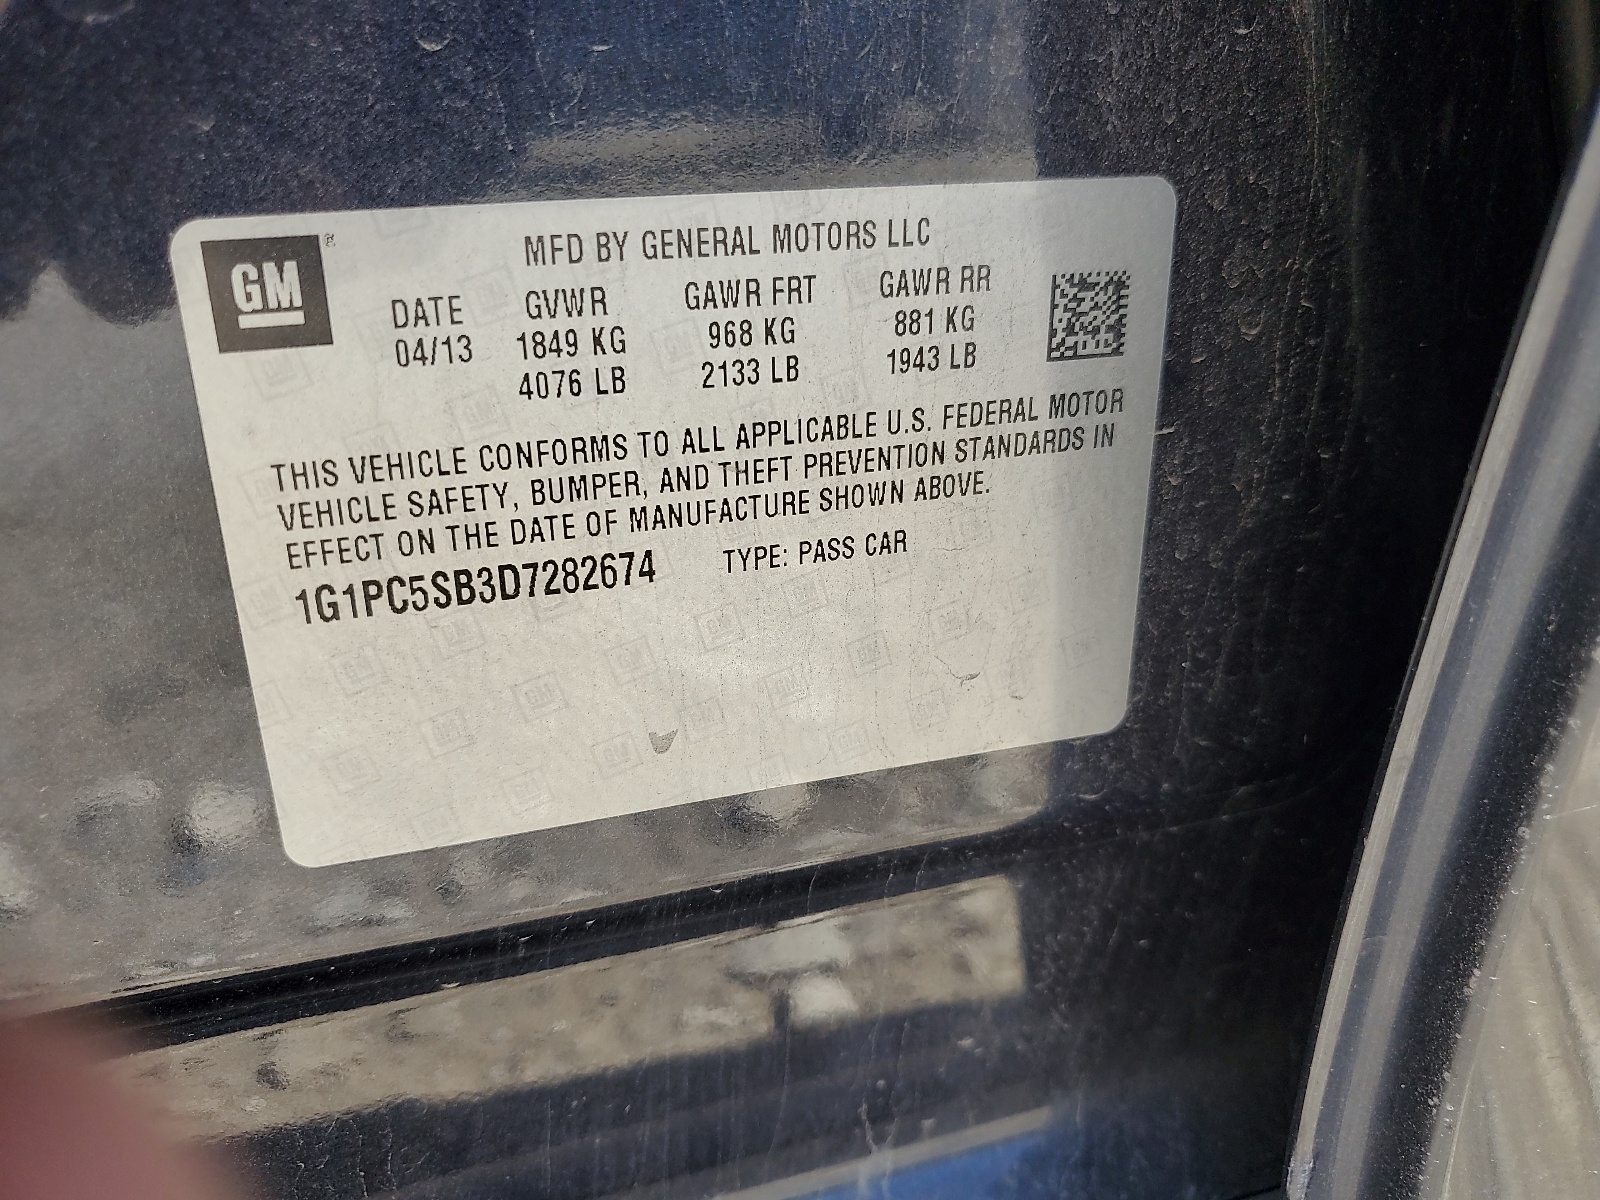 GM
MFD BY GENERAL MOTORS LLC
DATE GVWR GAWR FRT GAWR RR
04/13 1849 KG 968 KG 881 KG
4076 LB 2133 LB 1943 LB
THIS VEHICLE CONFORMS TO ALL APPLICABLE U.S. FEDERAL MOTOR
VEHICLE SAFETY, BUMPER, AND THEFT PREVENTION STANDARDS IN
EFFECT ON THE DATE OF MANUFACTURE SHOWN ABOVE.
1G1PC5SB3D7282674 TYPE: PASS CAR